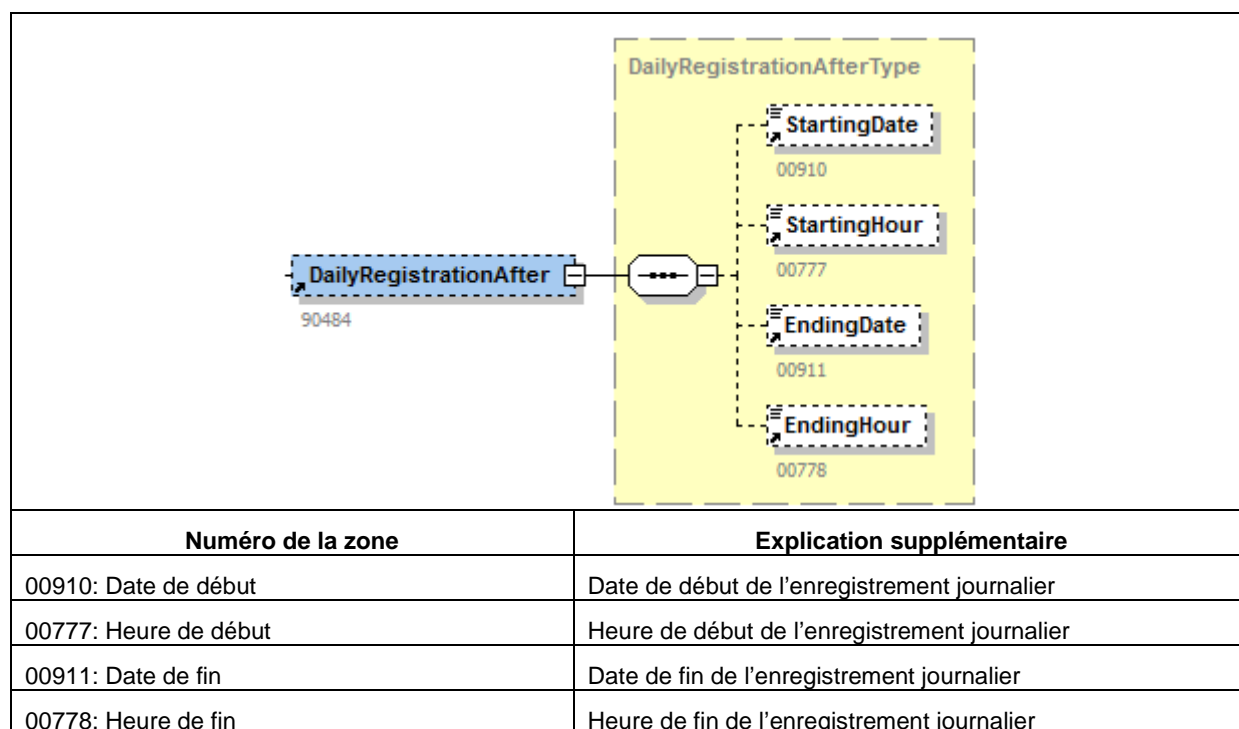 DailyRegistrationAfterType
StartingDate
00910
StartingHour
00777
DailyRegistrationAfter
90484
EndingDate
00911
EndingHour
00778
Numéro de la zone
Explication supplémentaire
00910: Date de début
Date de début de l’enregistrement journalier
00777: Heure de début
Heure de début de l’enregistrement journalier
00911: Date de fin
Date de fin de l’enregistrement journalier
00778: Heure de fin
Heure de fin de l’enregistrement journalier